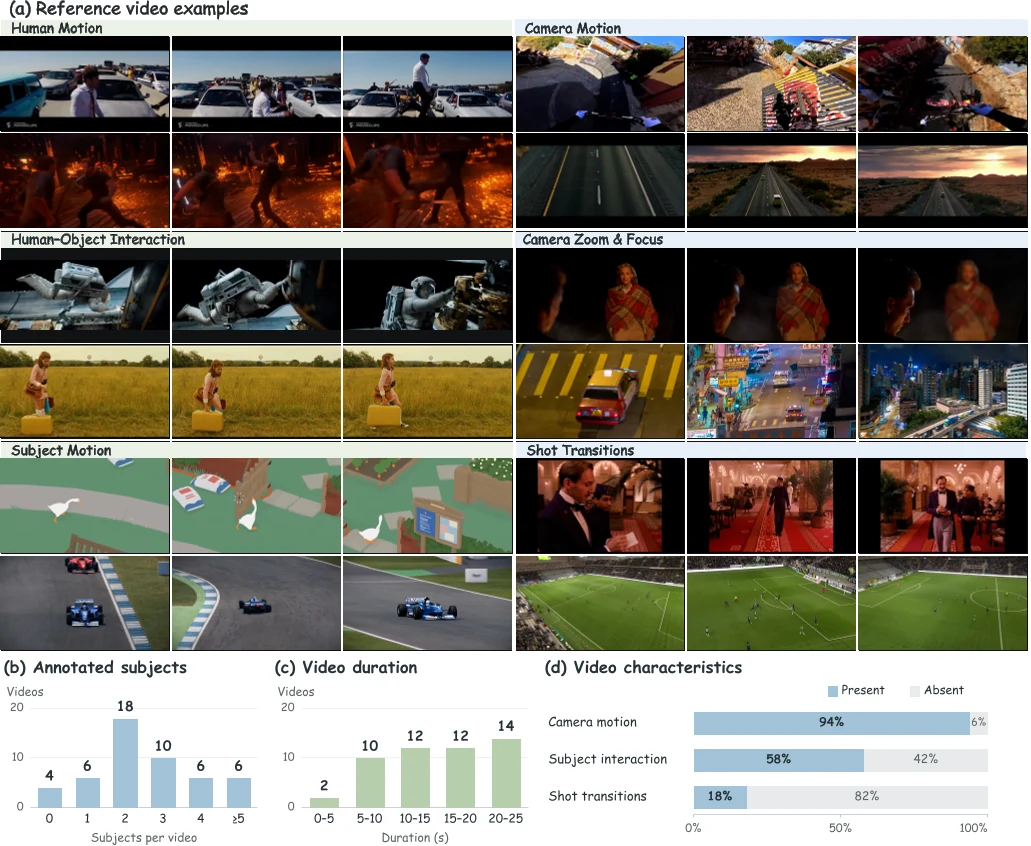 (a) Reference video examples
Human Motion
Camera Motion
Human-Object Interaction
Camera Zoom & Focus
Subject Motion
Shot Transitions
(b) Annotated subjects
Videos
20
10
0
4
6
18
10
6
6
0
1
2
3
4
≥5
Subjects per video
(c) Video duration
Videos
20
10
0
2
10
12
12
14
0-5
5-10
10-15
15-20
20-25
Duration (s)
(d) Video characteristics
Present
Absent
Camera motion
94%
6%
Subject interaction
58%
42%
Shot transitions
18%
82%
0%
50%
100%